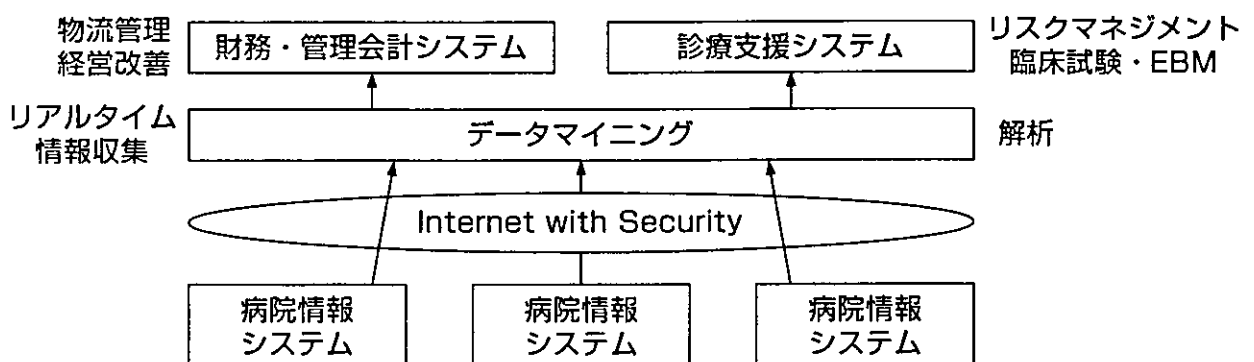 物流管理
経営改善
財務・管理会計システム
診療支援システム
リスクマネジメント
臨床試験・EBM
リアルタイム
情報収集
データマイニング
解析
Internet with Security
病院情報
システム
病院情報
システム
病院情報
システム